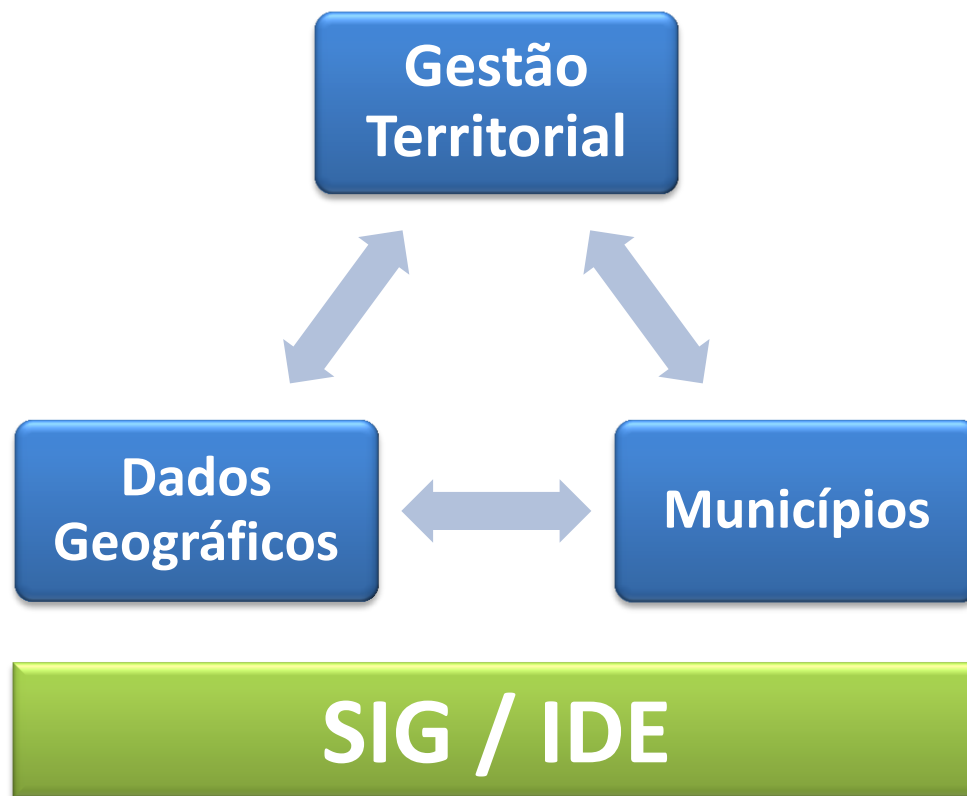 Gestão
Territorial
Dados
Geográficos
Municípios
SIG / IDE